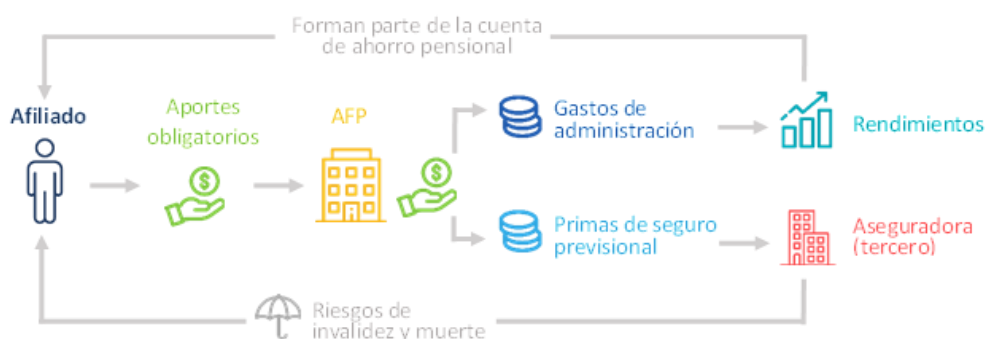 Forman parte de la cuenta
de ahorro pensional
Afiliado
Aportes
obligatorios
AFP
$
$
Gastos de
administración
Rendimientos
Primas de seguro
previsional
Aseguradora
(tercero)
Riesgos de
invalidez y muerte